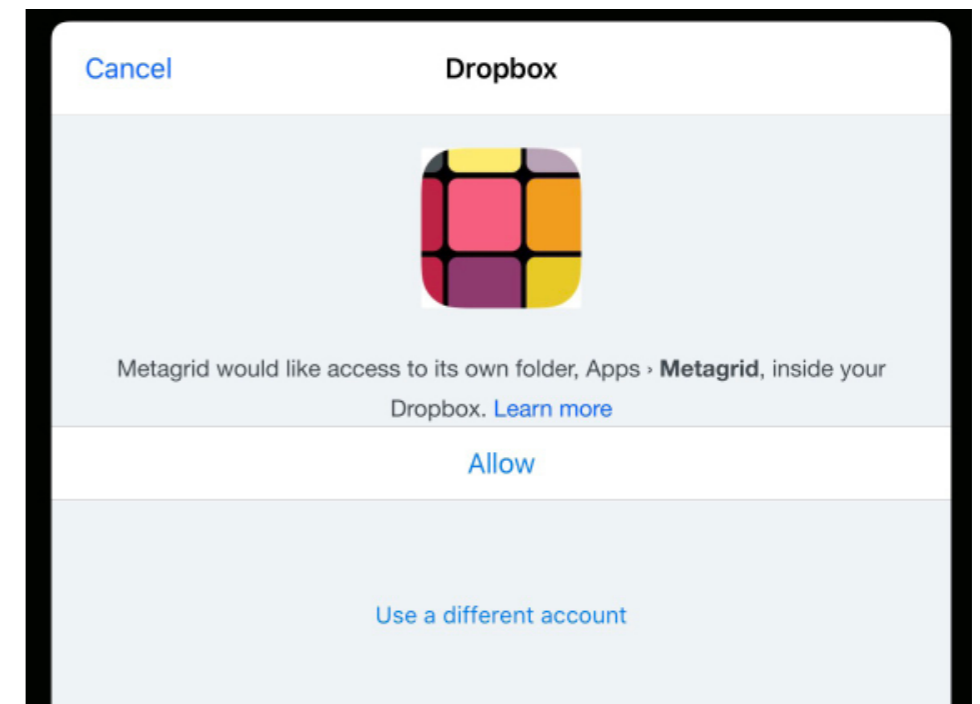 Cancel
Dropbox
Metagrid would like access to its own folder, Apps › Metagrid, inside your
Dropbox. Learn more
Allow
Use a different account